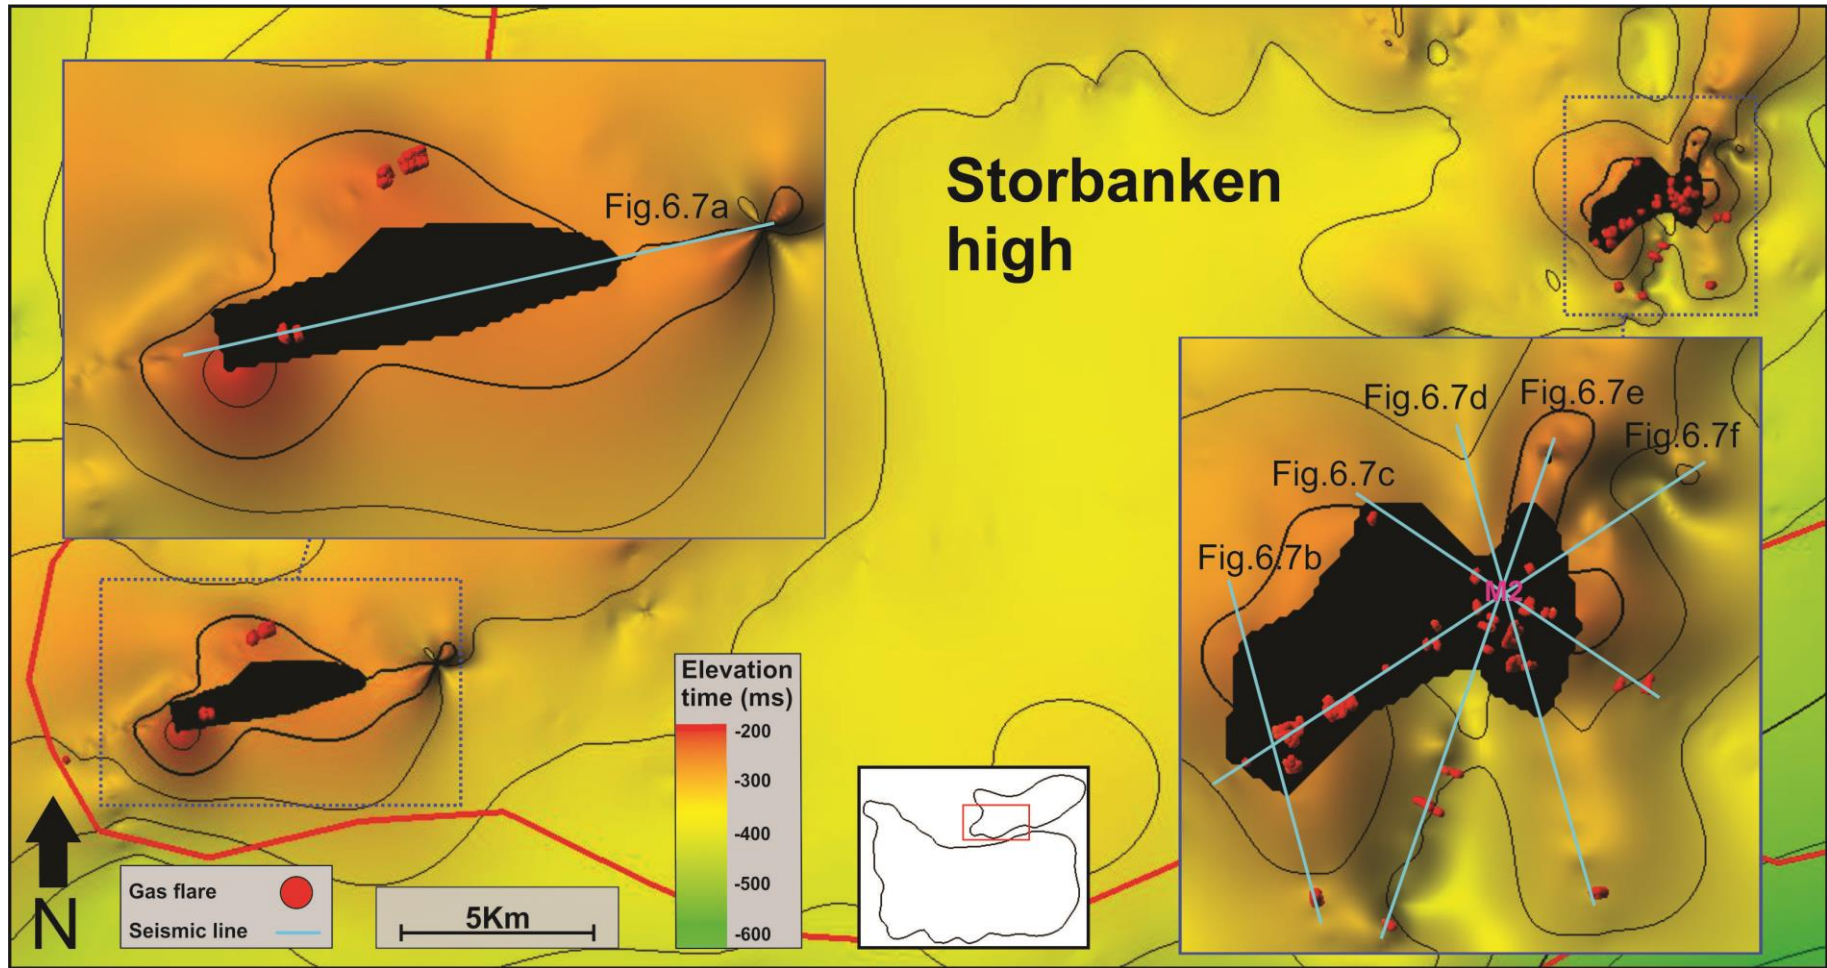 Fig.6.7a
Storbanken
high
Fig.6.7d
Fig.6.7e
Fig.6.7f
Fig.6.7c
Fig.6.7b
M2
Elevation
time (ms)
-200
-300
-400
-500
-600
N
Gas flare
Seismic line
5Km